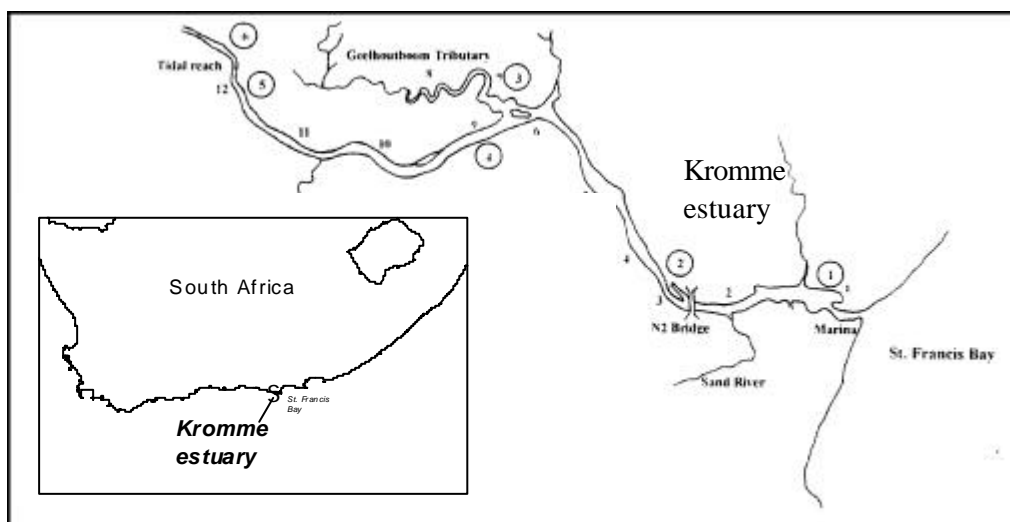 6
Geelhoutboom Tributary
Tidal reach
8
3
5
12
9
6
11
10
4
Kromme
estuary
4
2
3
2
1
1
N2 Bridge
Marina
St. Francis Bay
Sand River
South Africa
St. Francis
Bay
Kromme
estuary